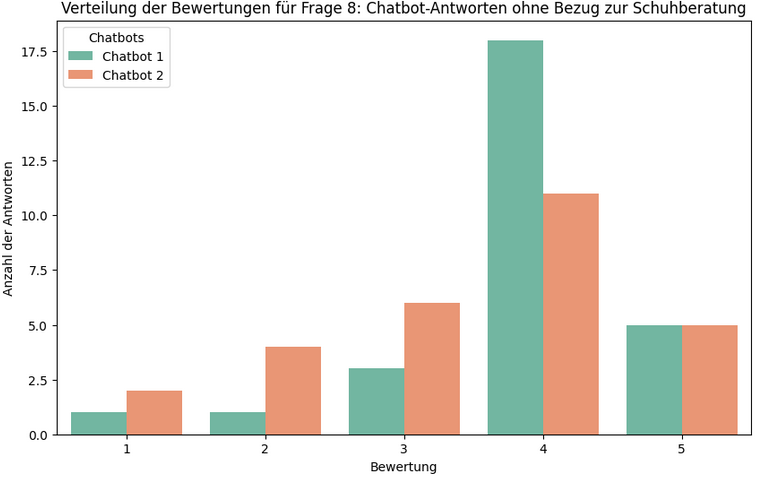 Verteilung der Bewertungen für Frage 8: Chatbot-Antworten ohne Bezug zur Schuhberatung
Chatbots
Chatbot 1
Chatbot 2
Anzahl der Antworten
17.5
15.0
12.5
10.0
7.5
5.0
2.5
0.0
1 2 3 4 5
Bewertung